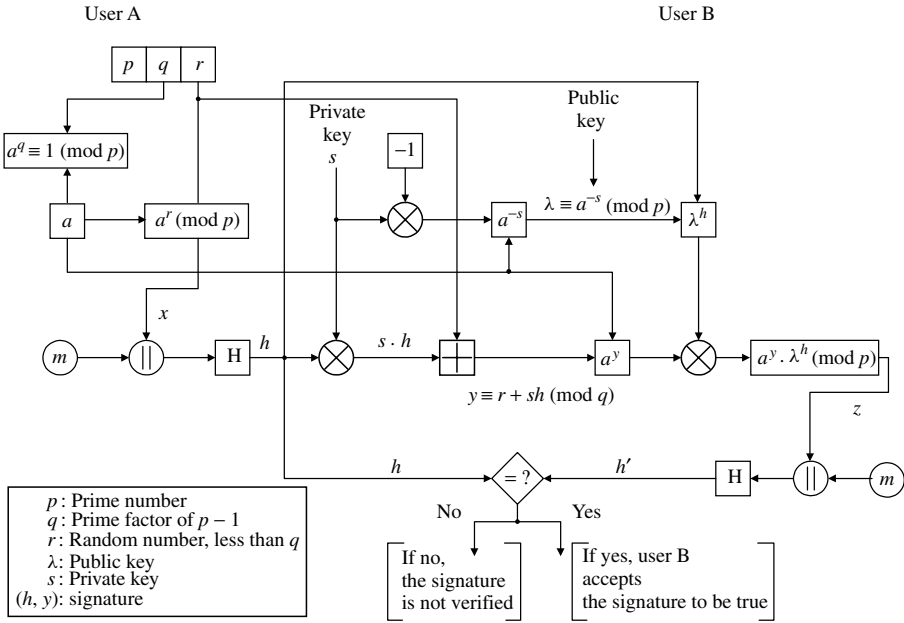 User A
User B
p q r
Private
key
s
Public
key
−1
a^q ≡ 1 (mod p)
a
a^r (mod p)
a^−s
λ ≡ a^−s (mod p)
λ^h
x
m
||
H
h
s · h
a^y
a^y . λ^h (mod p)
y ≡ r + sh (mod q)
z
h
= ?
h′
H
||
m
No
Yes
If no,
the signature
is not verified
If yes, user B
accepts
the signature to be true
p : Prime number
q : Prime factor of p − 1
r : Random number, less than q
λ: Public key
s : Private key
(h, y): signature